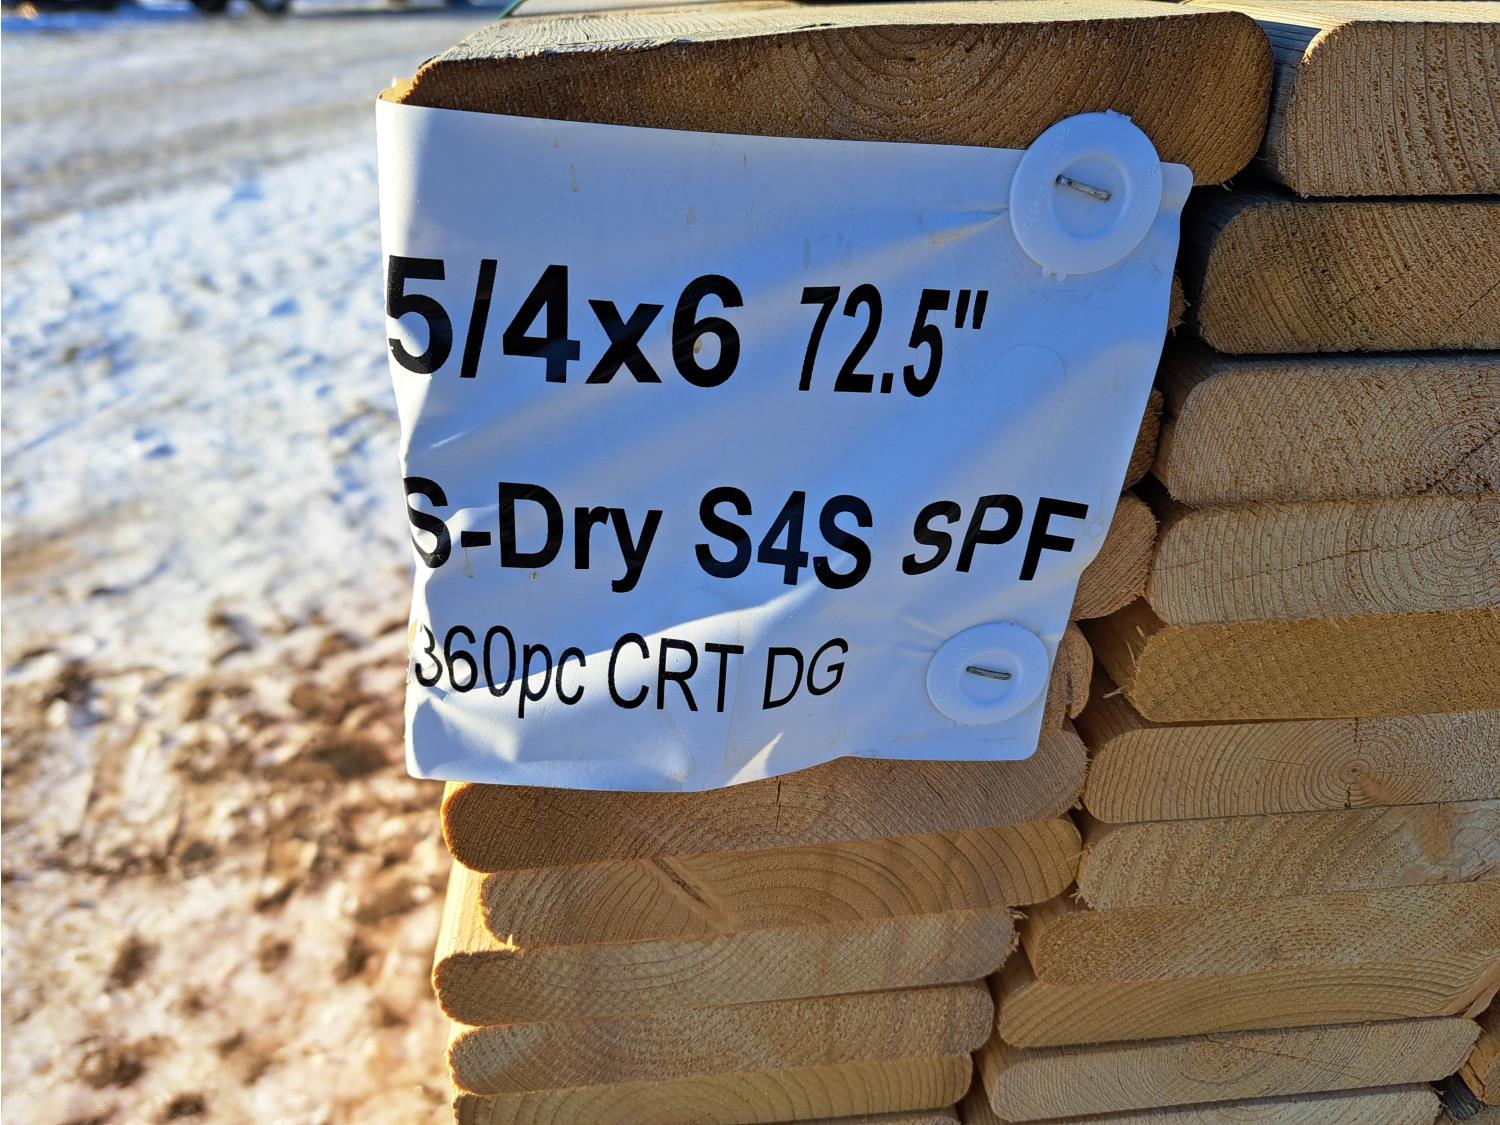 5/4x6 72.5"
S-Dry S4S SPF
360pc CRT DG